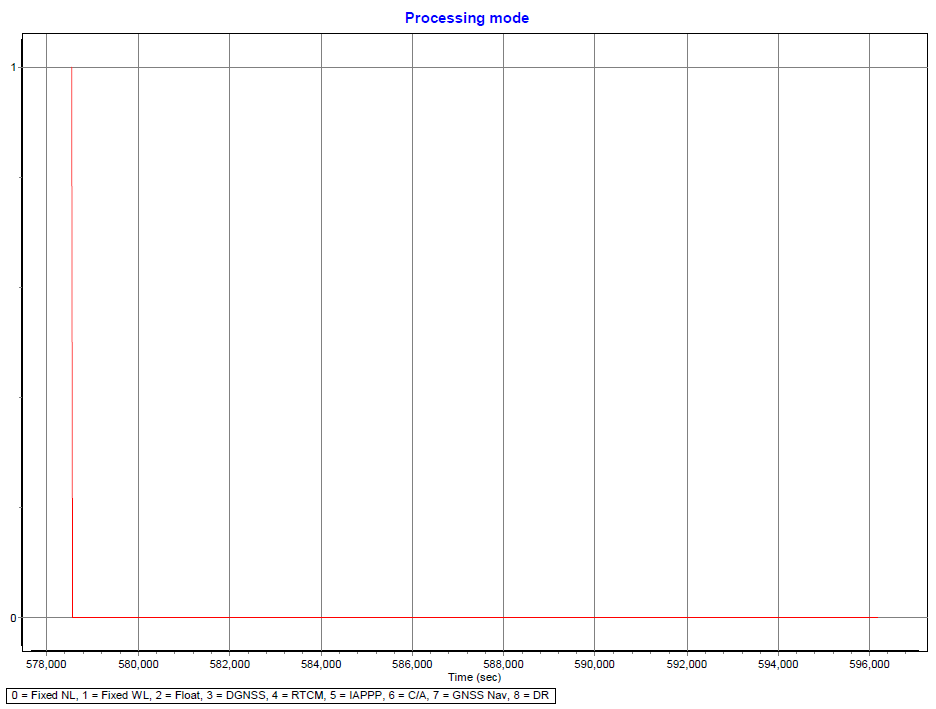 Processing mode
1
0
578,000 580,000 582,000 584,000 586,000 588,000 590,000 592,000 594,000 596,000
Time (sec)
0 = Fixed NL, 1 = Fixed WL, 2 = Float, 3 = DGNSS, 4 = RTCM, 5 = IAPPP, 6 = C/A, 7 = GNSS Nav, 8 = DR